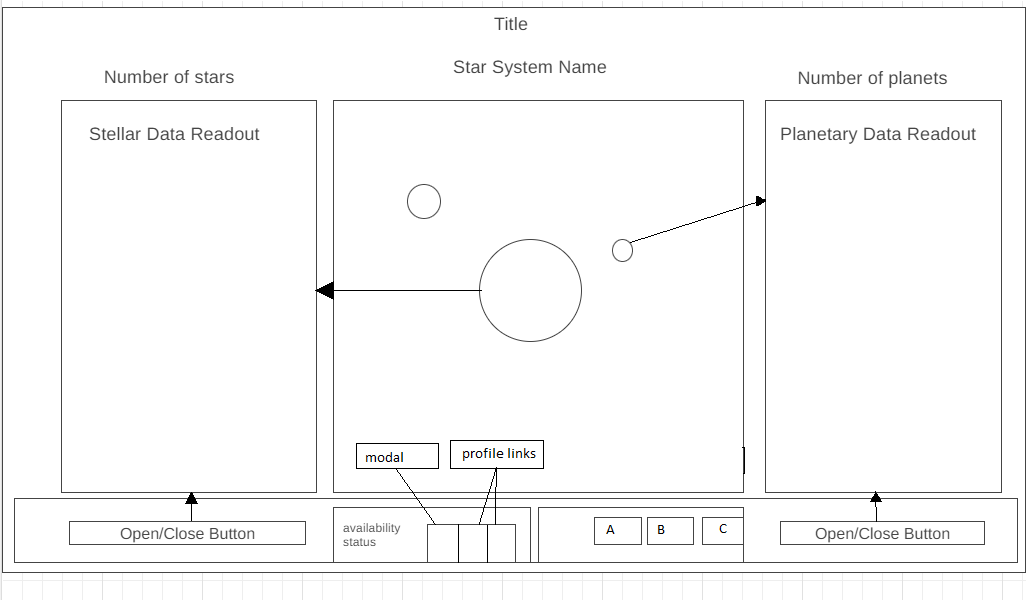 Title
Star System Name
Number of stars
Number of planets
Stellar Data Readout
Planetary Data Readout
modal
profile links
Open/Close Button
availability
status
A
B
C
Open/Close Button